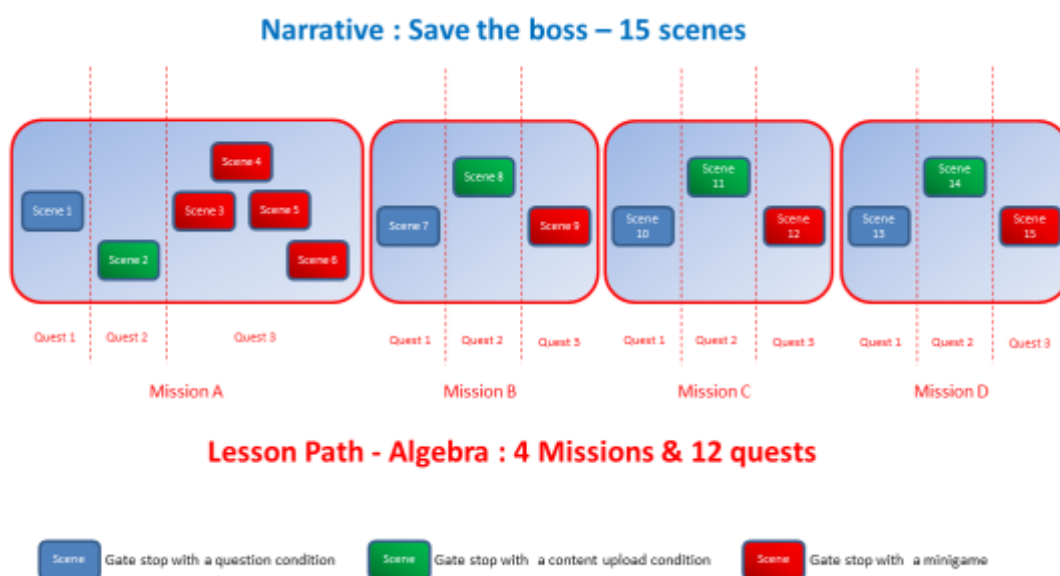 Narrative : Save the boss – 15 scenes
Scene 1
Scene 2
Scene 3
Scene 4
Scene 5
Scene 6
Scene 7
Scene 8
Scene 9
Scene
10
Scene
11
Scene
12
Scene
13
Scene
14
Scene
15
Quest 1
Quest 2
Quest 3
Quest 1
Quest 2
Quest 3
Quest 1
Quest 2
Quest 3
Quest 1
Quest 2
Quest 3
Mission A
Mission B
Mission C
Mission D
Lesson Path - Algebra : 4 Missions & 12 quests
Scene Gate stop with a question condition
Scene Gate stop with a content upload condition
Scene Gate stop with a minigame